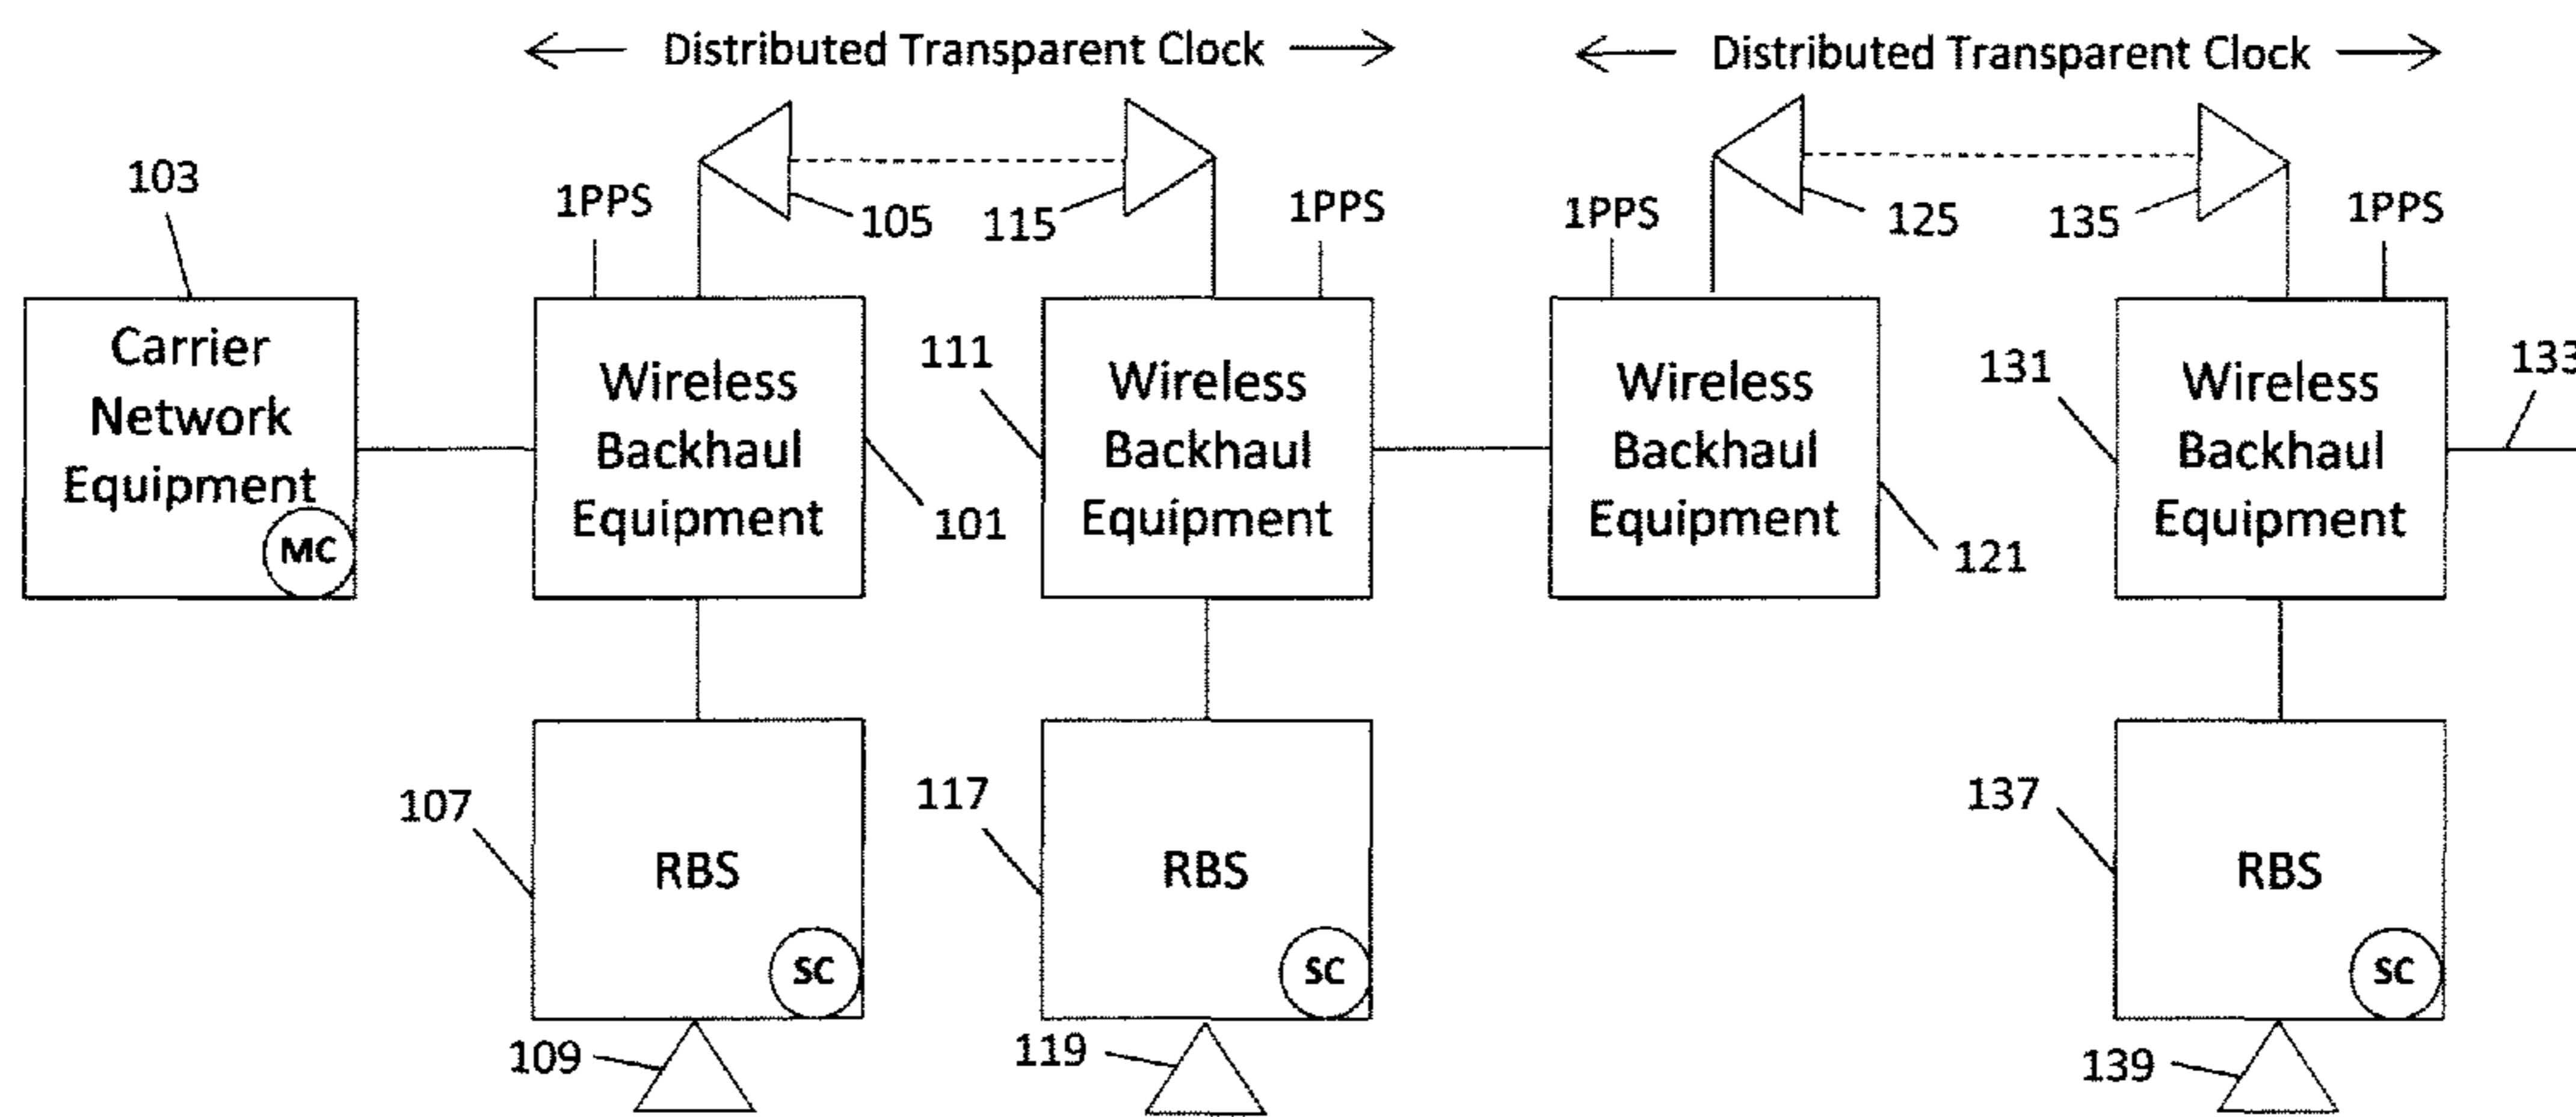 Distributed Transparent Clock
Distributed Transparent Clock
103
1PPS
105
115
1PPS
1PPS
125
135
1PPS
Carrier
Network
Equipment
MC
Wireless
Backhaul
Equipment
101
111
Wireless
Backhaul
Equipment
Wireless
Backhaul
Equipment
121
131
Wireless
Backhaul
Equipment
133
107
RBS
SC
117
RBS
SC
137
RBS
SC
109
119
139